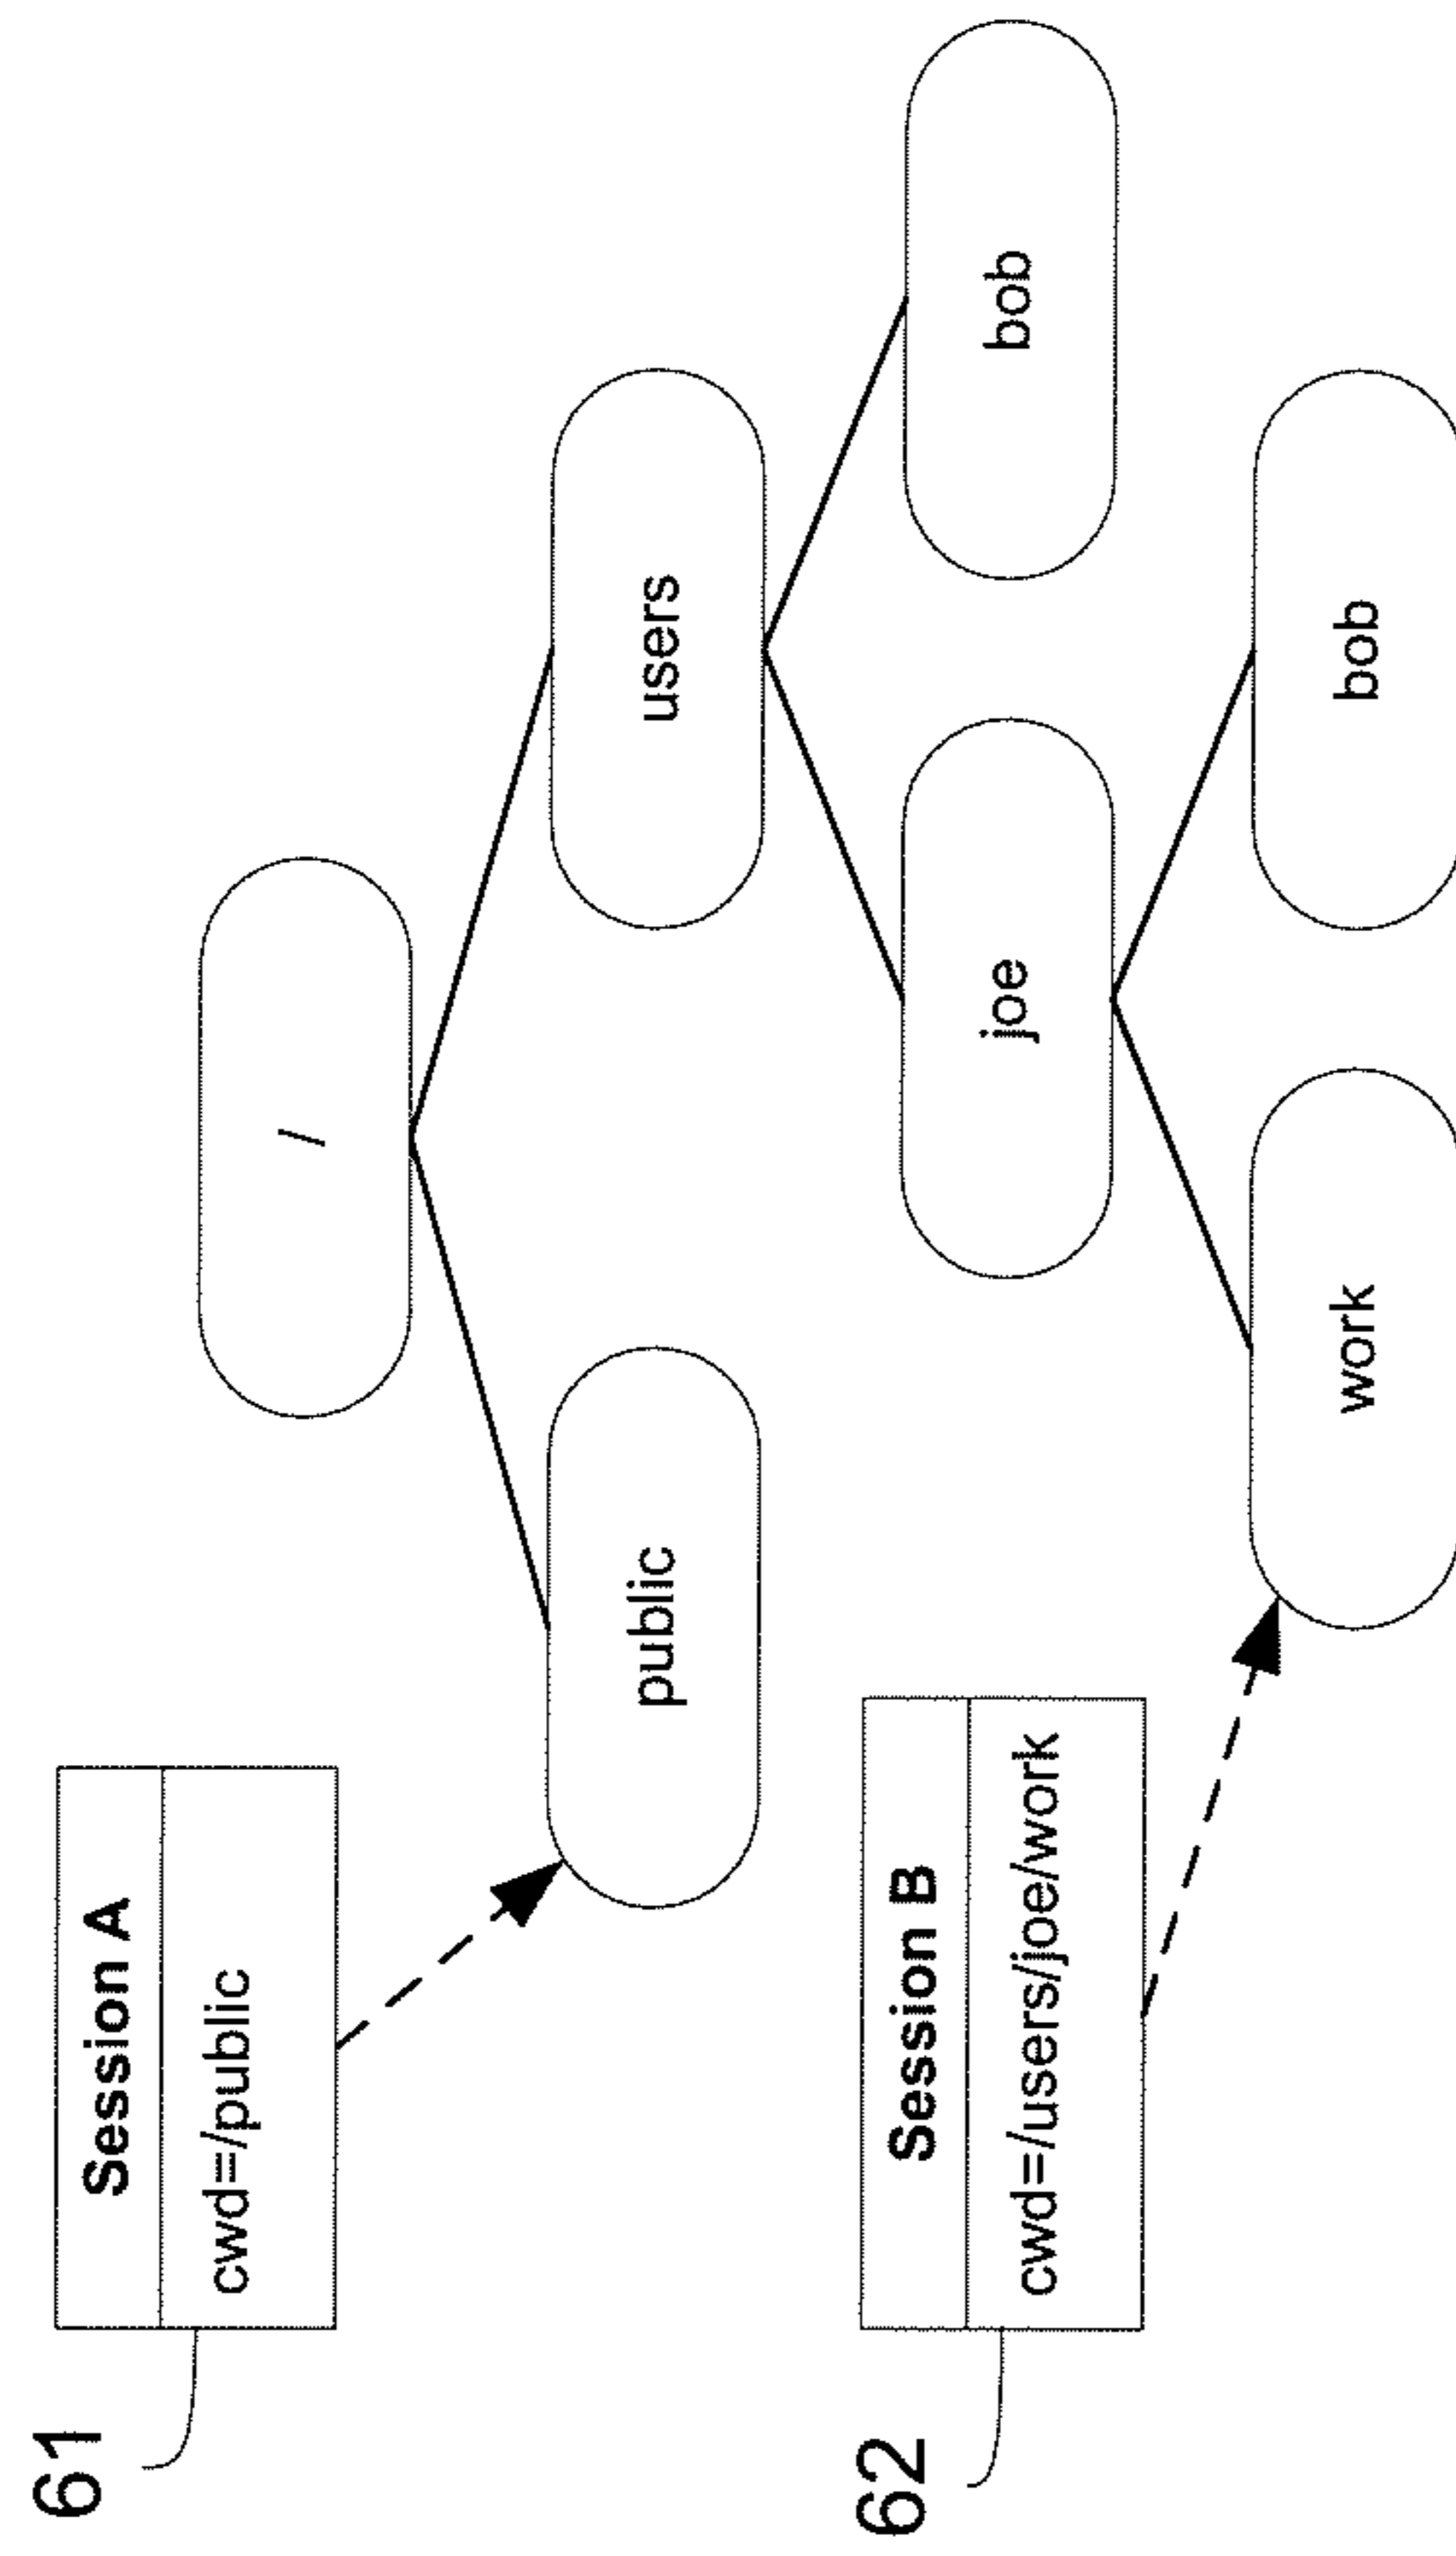 61
Session A
cwd=/public
/
public
users
62
Session B
cwd=/users/joe/work
joe
bob
work
bob